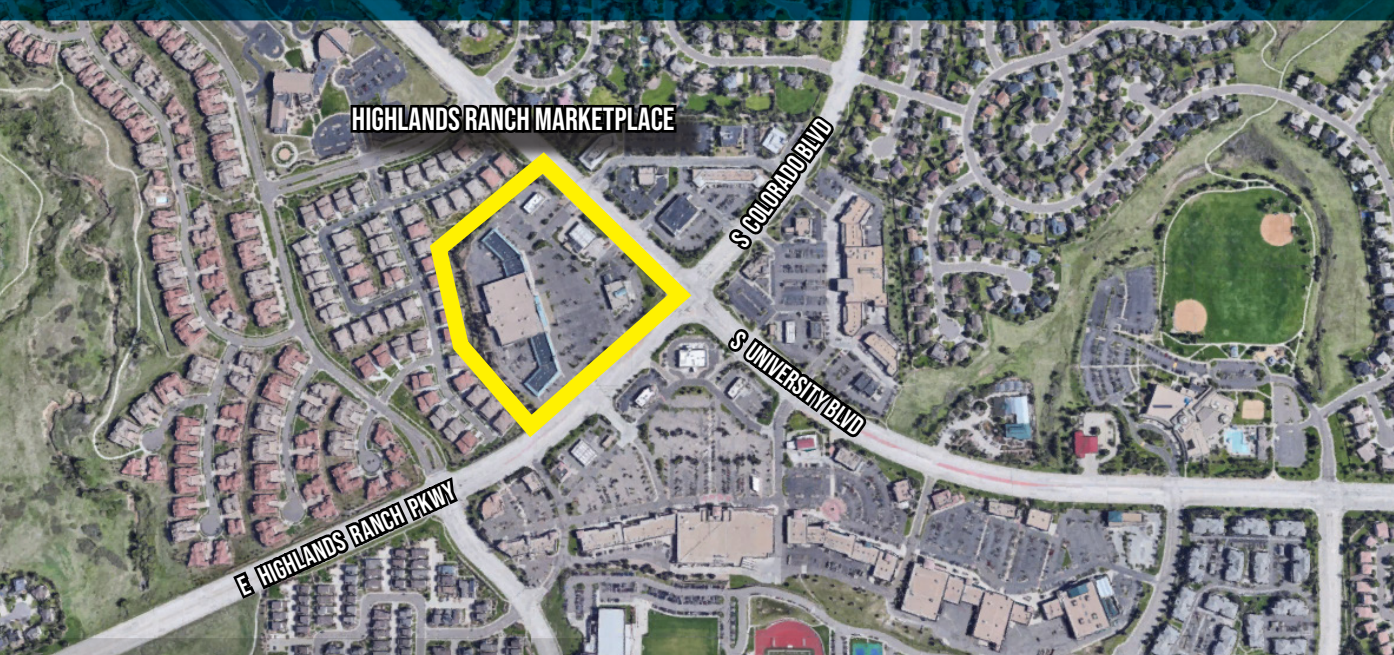 HIGHLANDS RANCH MARKETPLACE
S COLORADO BLVD
S UNIVERSITY BLVD
E HIGHLANDS RANCH PKWY